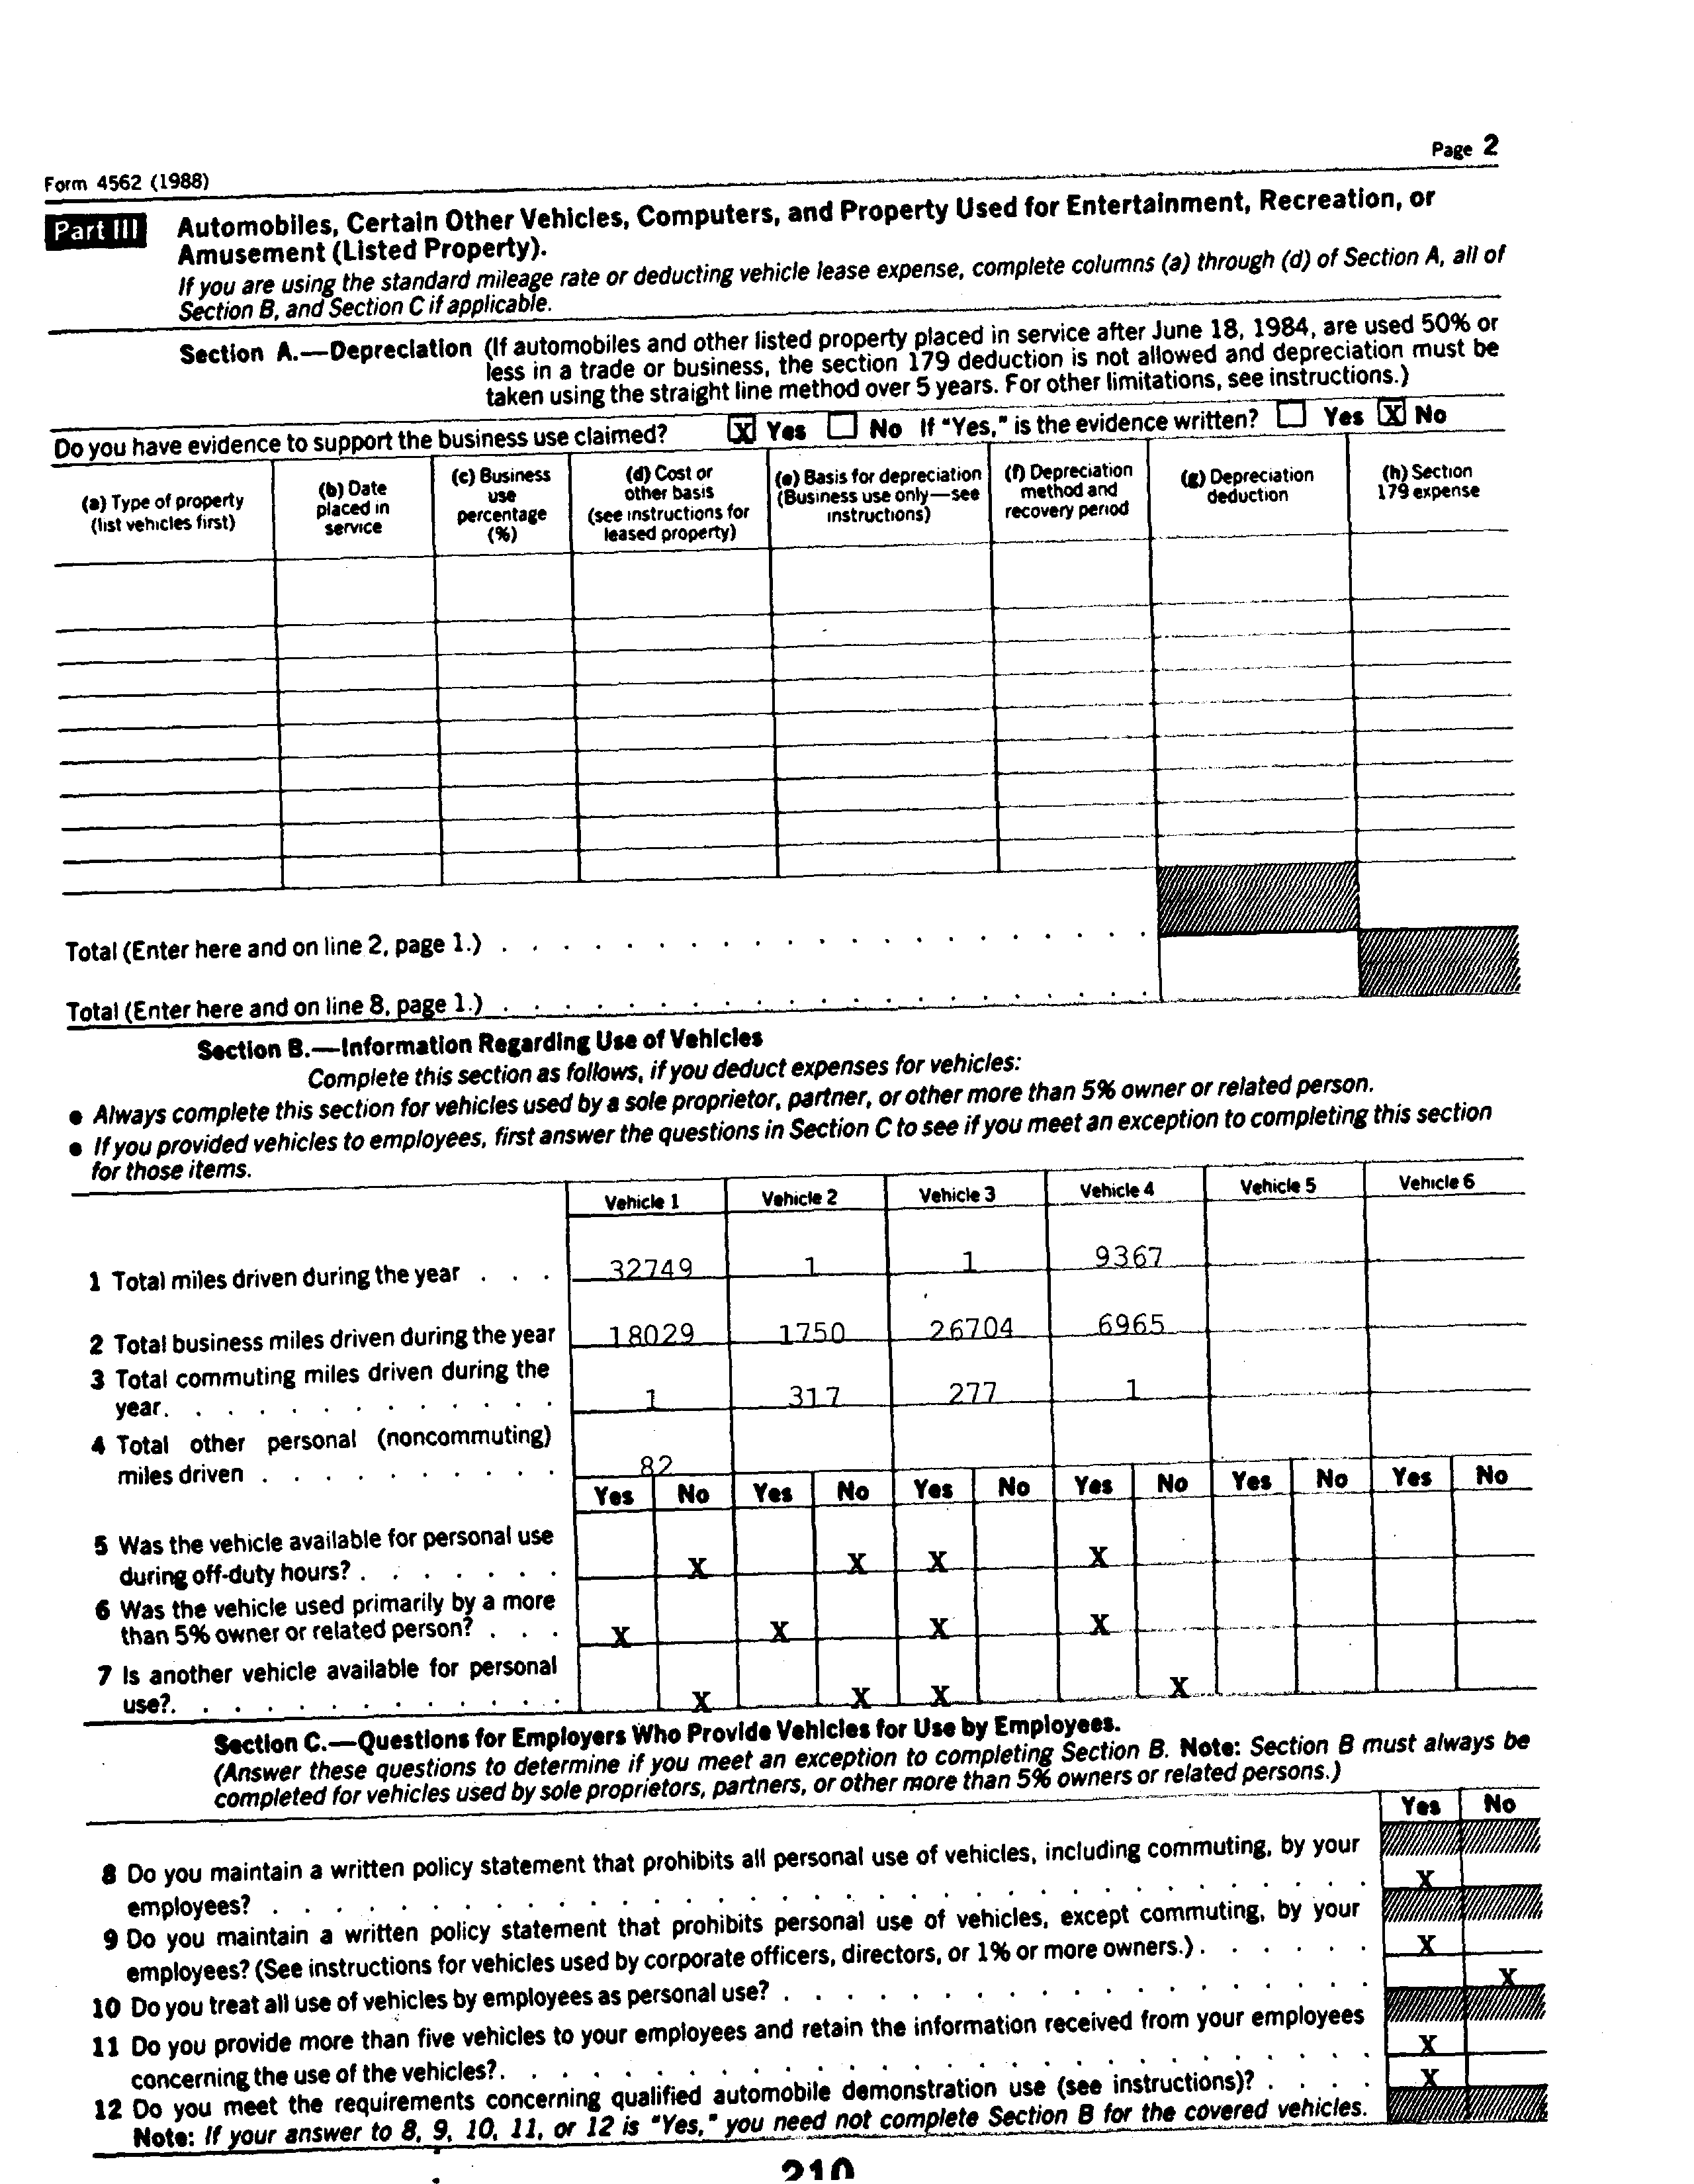 Page 2
Form 4562 (1988)
Part III Automobiles, Certain Other Vehicles, Computers, and Property Used for Entertainment, Recreation, or
Amusement (Listed Property).
If you are using the standard mileage rate or deducting vehicle lease expense, complete columns (a) through (d) of Section A, all of
Section B, and Section C if applicable.
Section A.—Depreciation (If automobiles and other listed property placed in service after June 18, 1984, are used 50% or
less in a trade or business, the section 179 deduction is not allowed and depreciation must be
taken using the straight line method over 5 years. For other limitations, see instructions.)
Do you have evidence to support the business use claimed? X Yes No If "Yes," is the evidence written? Yes X No
(a) Type of property
(list vehicles first)
(b) Date
placed in
service
(c) Business
use
percentage
(%)
(d) Cost or
other basis
(see instructions for
leased property)
(e) Basis for depreciation
(Business use only—see
instructions)
(f) Depreciation
method and
recovery period
(g) Depreciation
deduction
(h) Section
179 expense
Total (Enter here and on line 2, page 1.) . . . . . . . . . . . . . . . . . . . . .
Total (Enter here and on line 8, page 1.) . . . . . . . . . . . . . . . . . . . . .
Section B.—Information Regarding Use of Vehicles
Complete this section as follows, if you deduct expenses for vehicles:
● Always complete this section for vehicles used by a sole proprietor, partner, or other more than 5% owner or related person.
● If you provided vehicles to employees, first answer the questions in Section C to see if you meet an exception to completing this section
for those items.
Vehicle 1 Vehicle 2 Vehicle 3 Vehicle 4 Vehicle 5 Vehicle 6
1 Total miles driven during the year . . . 32749 1 1 9367
2 Total business miles driven during the year 18029 1750 26704 6965
3 Total commuting miles driven during the
year. . . . . . . . . . . . . 1 317 277 1
4 Total other personal (noncommuting)
miles driven . . . . . . . . . . 82
Yes No Yes No Yes No Yes No Yes No Yes No
5 Was the vehicle available for personal use
during off-duty hours? . . . . . . . X X X X
6 Was the vehicle used primarily by a more
than 5% owner or related person? . . . X X X X
7 Is another vehicle available for personal
use?. . . . . . . . . . . . . X X X X
Section C.—Questions for Employers Who Provide Vehicles for Use by Employees.
(Answer these questions to determine if you meet an exception to completing Section B. Note: Section B must always be
completed for vehicles used by sole proprietors, partners, or other more than 5% owners or related persons.)
Yes No
8 Do you maintain a written policy statement that prohibits all personal use of vehicles, including commuting, by your
employees? . . . . . . . . . . . . . . . . . . . . . . . . . . . . X
9 Do you maintain a written policy statement that prohibits personal use of vehicles, except commuting, by your
employees? (See instructions for vehicles used by corporate officers, directors, or 1% or more owners.) . . . . . . X
10 Do you treat all use of vehicles by employees as personal use? . . . . . . . . . . . . . . . X
11 Do you provide more than five vehicles to your employees and retain the information received from your employees
concerning the use of the vehicles?. . . . . . . . . . . . . . . . . . . . . . . X
12 Do you meet the requirements concerning qualified automobile demonstration use (see instructions)? . . . . X
Note: If your answer to 8, 9, 10, 11, or 12 is "Yes," you need not complete Section B for the covered vehicles.
210